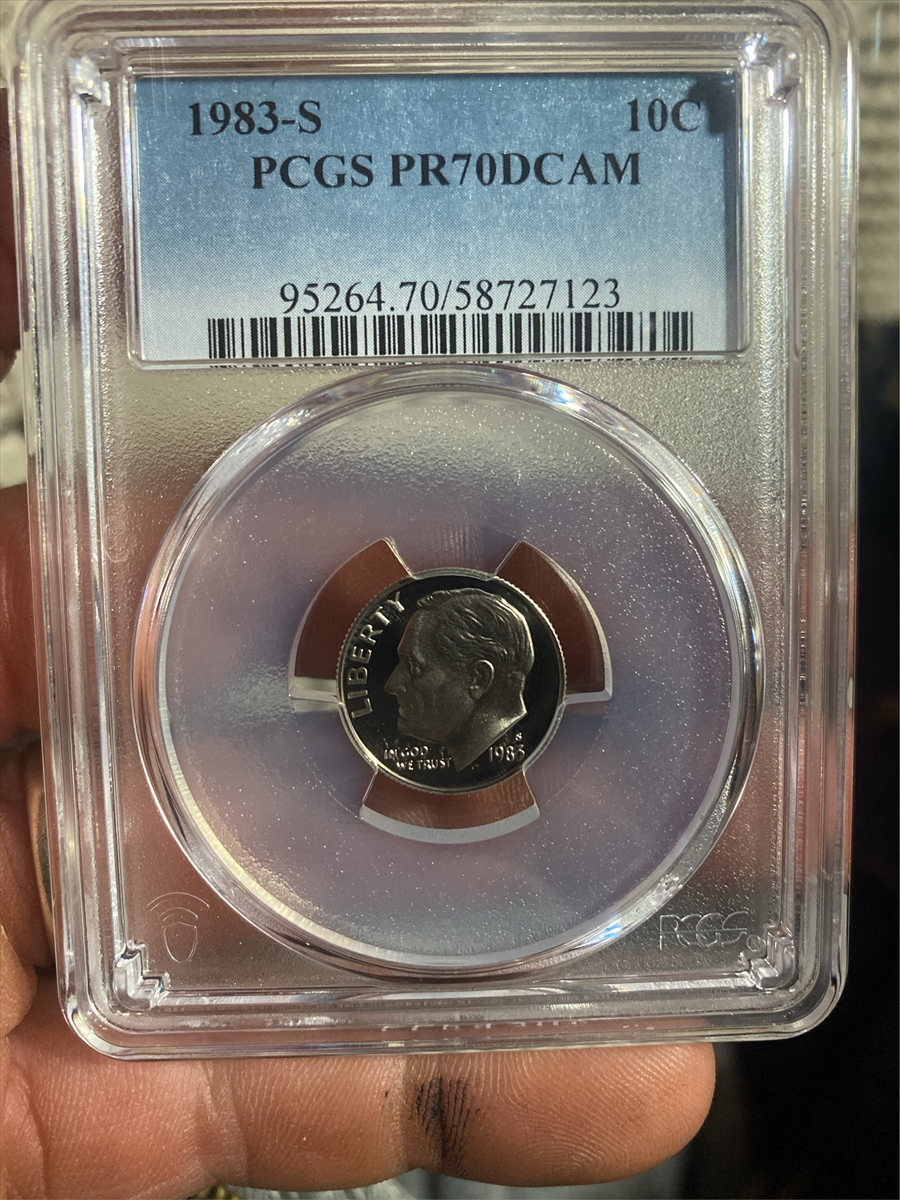 1983-S 10C
PCGS PR70DCAM
95264.70/58727123
LIBERTY
IN GOD
WE TRUST
S
1983
PCGS